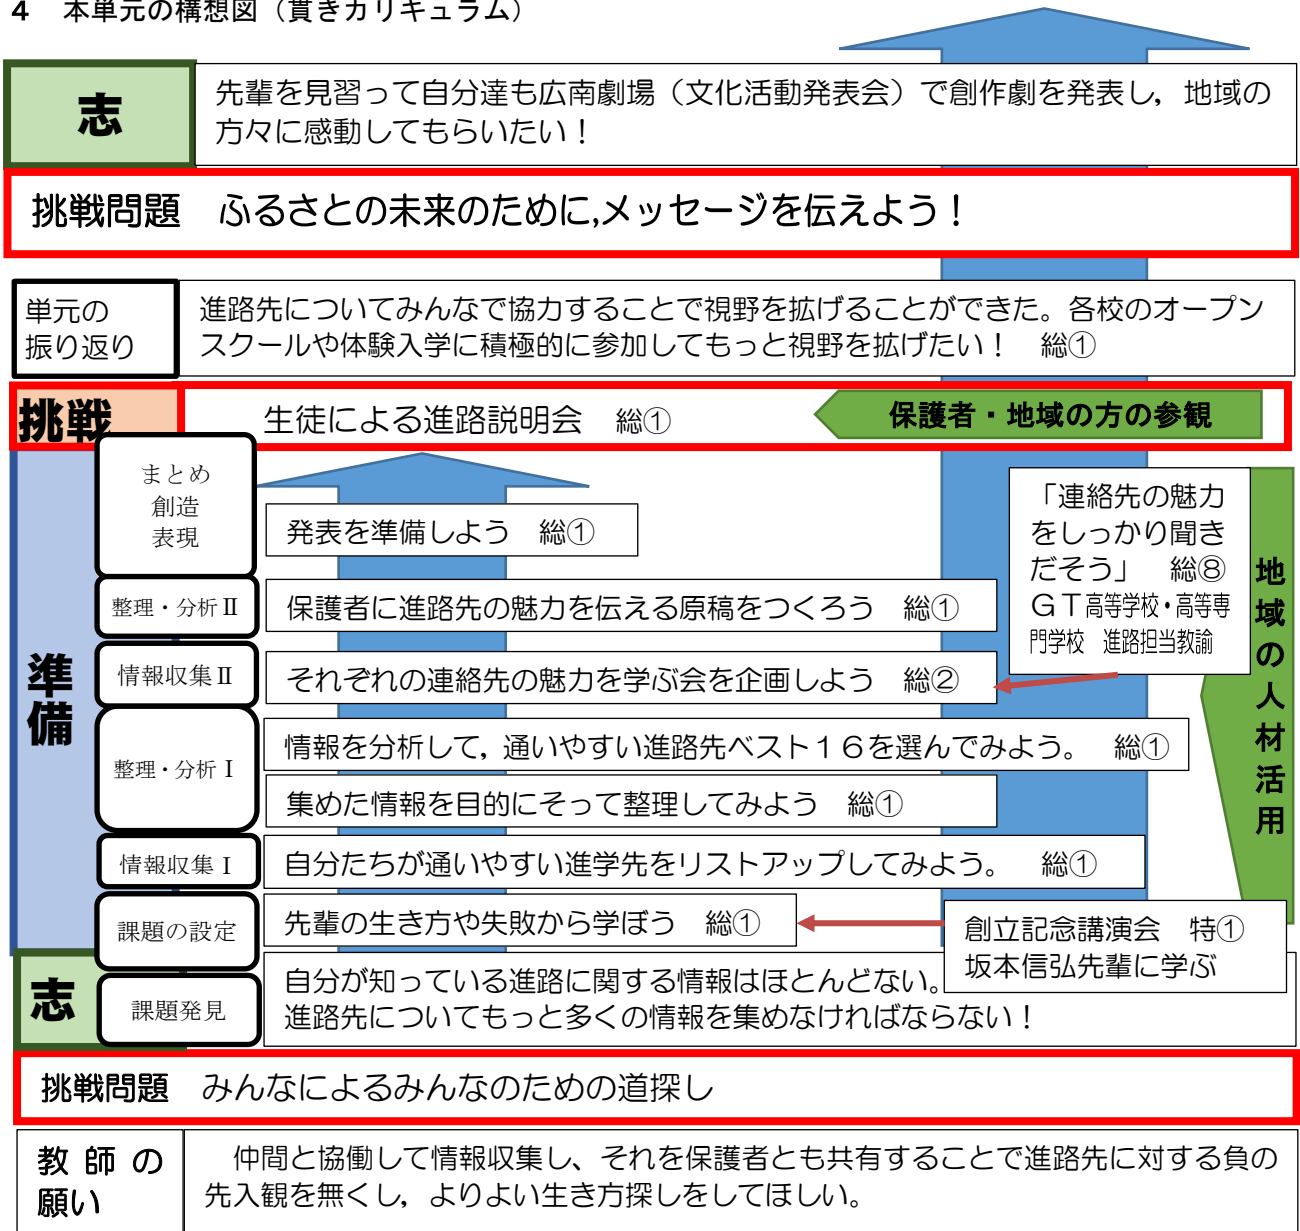 ４　本単元の構想図（貫きカリキュラム）
志
先輩を見習って自分達も広南劇場（文化活動発表会）で創作劇を発表し，地域の
方々に感動してもらいたい！
挑戦問題　ふるさとの未来のために,メッセージを伝えよう！
単元の
振り返り
進路先についてみんなで協力することで視野を拡げることができた。各校のオープン
スクールや体験入学に積極的に参加してもっと視野を拡げたい！　総①
挑戦
生徒による進路説明会　総①
保護者・地域の方の参観
まとめ
創造
表現
発表を準備しよう　総①
「連絡先の魅力
をしっかり聞き
だそう」　総⑧
ＧＴ高等学校・高等専
門学校　進路担当教諭
地域の人材活用
準備
整理・分析Ⅱ
保護者に進路先の魅力を伝える原稿をつくろう　総①
情報収集Ⅱ
それぞれの連絡先の魅力を学ぶ会を企画しよう　総②
整理・分析Ⅰ
情報を分析して，通いやすい進路先ベスト１６を選んでみよう。　総①
集めた情報を目的にそって整理してみよう　総①
情報収集Ⅰ
自分たちが通いやすい進学先をリストアップしてみよう。　総①
課題の設定
先輩の生き方や失敗から学ぼう　総①
創立記念講演会　特①
坂本信弘先輩に学ぶ
志
課題発見
自分が知っている進路に関する情報はほとんどない。
進路先についてもっと多くの情報を集めなければならない！
挑戦問題　みんなによるみんなのための道探し
教師の
願い
仲間と協働して情報収集し、それを保護者とも共有することで進路先に対する負の
先入観を無くし，よりよい生き方探しをしてほしい。